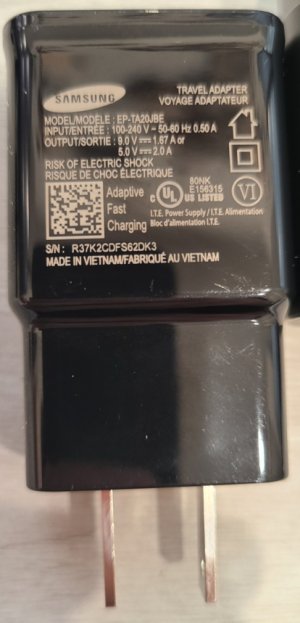 SAMSUNG
TRAVEL ADAPTER
VOYAGE ADAPTATEUR
MODEL/MODÈLE : EP-TA20JBE
INPUT/ENTRÉE : 100-240 V ~ 50-60 Hz 0.50 A
OUTPUT/SORTIE : 9.0 V ⎓ 1.67 A or
5.0 V ⎓ 2.0 A
RISK OF ELECTRIC SHOCK
RISQUE DE CHOC ÉLECTRIQUE
Adaptive
Fast
Charging
c UL US LISTED
80NK
E156315
VI
I.T.E. Power Supply / I.T.E. Alimentation
Bloc d'alimentation I.T.E.
S/N : R37K2CDFS62DK3
MADE IN VIETNAM/FABRIQUÉ AU VIETNAM